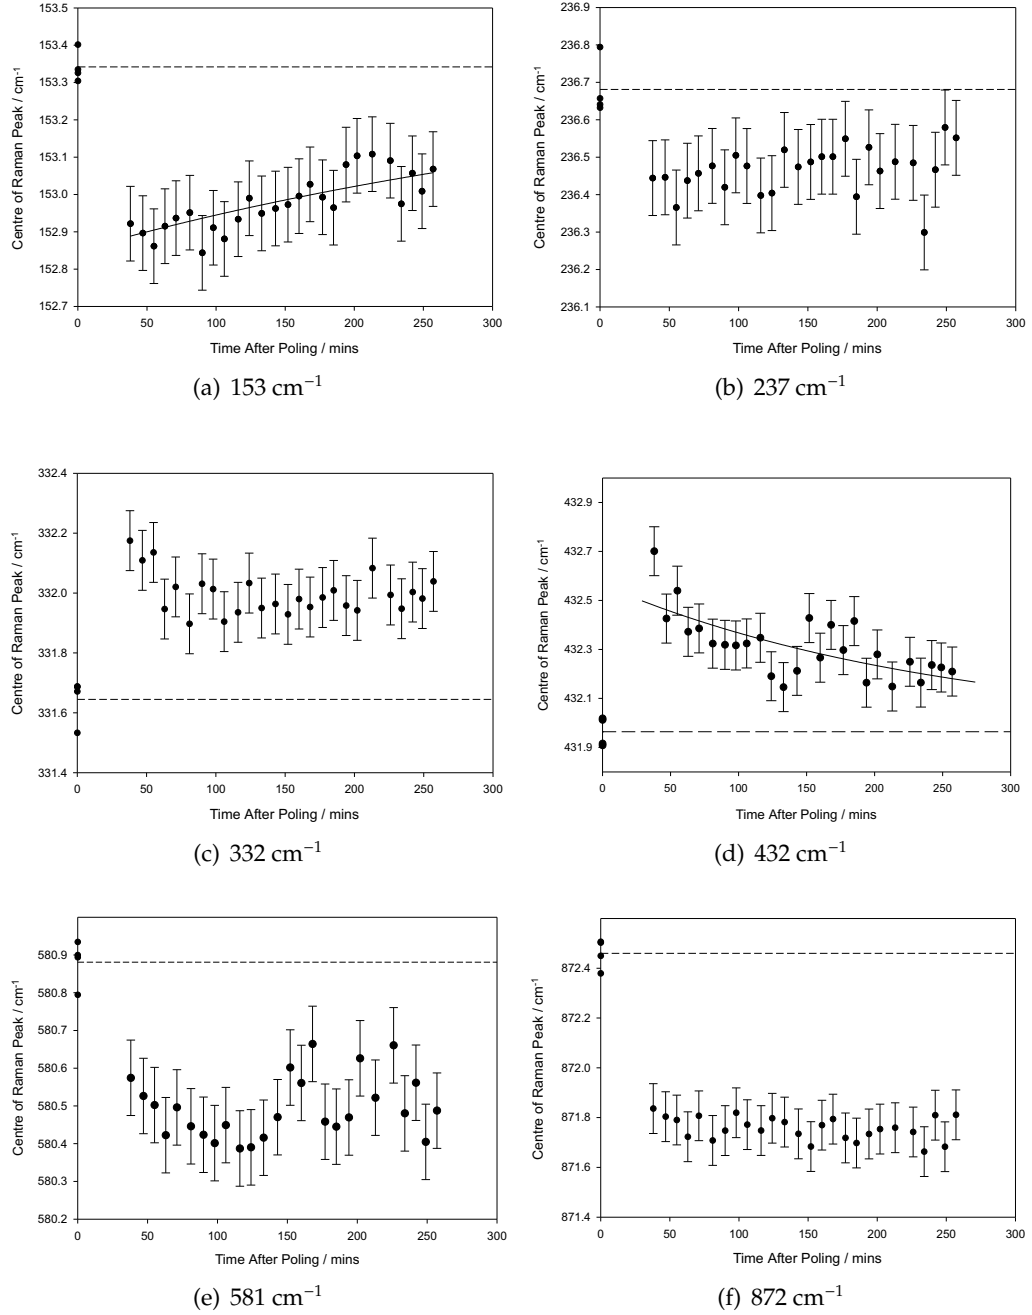 153.5
153.4
153.3
153.2
153.1
153.0
152.9
152.8
152.7
Centre of Raman Peak / cm-1
0 50 100 150 200 250 300
Time After Poling / mins
(a) 153 cm−1
236.9
236.8
236.7
236.6
236.5
236.4
236.3
236.2
236.1
Centre of Raman Peak / cm-1
0 50 100 150 200 250 300
Time After Poling / mins
(b) 237 cm−1
332.4
332.2
332.0
331.8
331.6
331.4
Centre of Raman Peak / cm-1
0 50 100 150 200 250 300
Time After Poling / mins
(c) 332 cm−1
432.9
432.7
432.5
432.3
432.1
431.9
Centre of Raman Peak / cm-1
0 50 100 150 200 250 300
Time After Poling / mins
(d) 432 cm−1
580.9
580.8
580.7
580.6
580.5
580.4
580.3
580.2
Centre of Raman Peak / cm-1
0 50 100 150 200 250 300
Time After Poling / mins
(e) 581 cm−1
872.4
872.2
872.0
871.8
871.6
871.4
Centre of Raman Peak / cm-1
0 50 100 150 200 250 300
Time After Poling / mins
(f) 872 cm−1